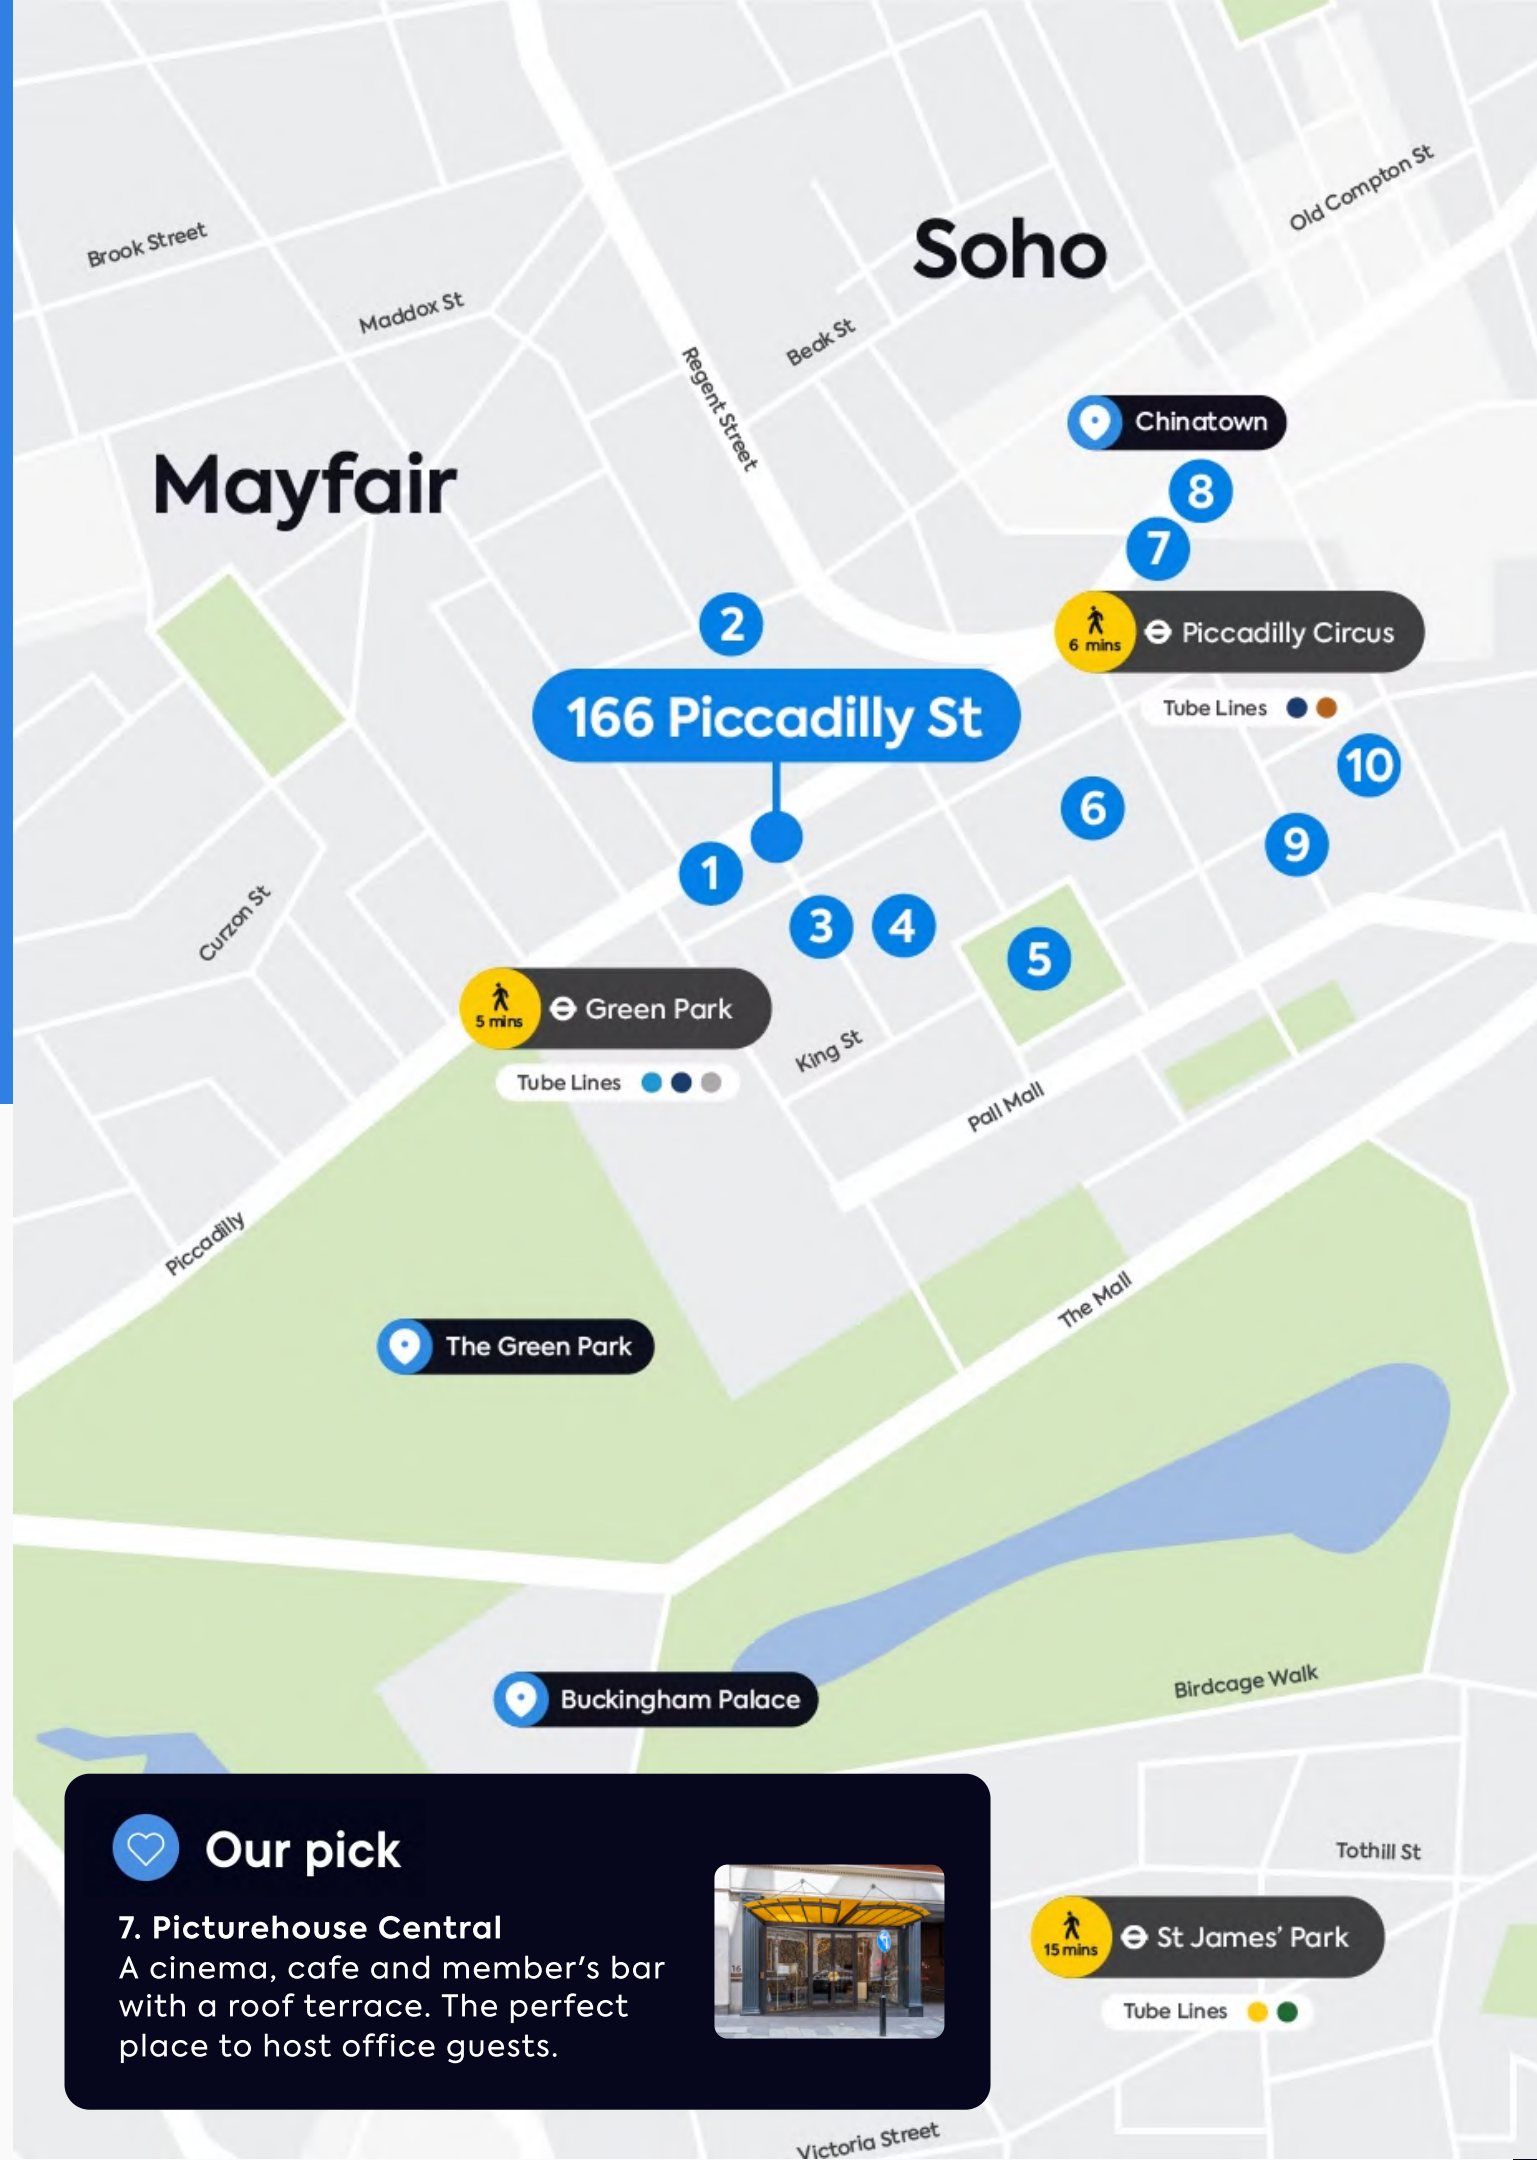 Old Compton St
Soho
Brook Street
Maddox St
Beak St
Regent Street
Chinatown
Mayfair
8
7
2
6 mins
Piccadilly Circus
166 Piccadilly St
Tube Lines
10
6
9
1
Curzon St
3
4
5
5 mins
Green Park
King St
Tube Lines
Pall Mall
Piccadilly
The Mall
The Green Park
Birdcage Walk
Buckingham Palace
Our pick
Tothill St
7. Picturehouse Central
A cinema, cafe and member's bar
with a roof terrace. The perfect
place to host office guests.
16
15 mins
St James' Park
Tube Lines
Victoria Street